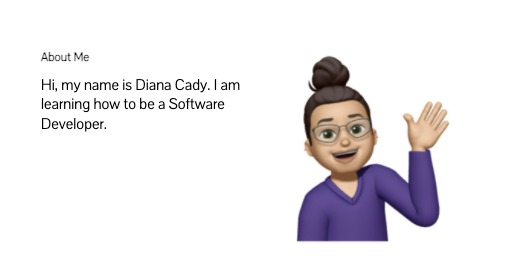 About Me
Hi, my name is Diana Cady. I am
learning how to be a Software
Developer.